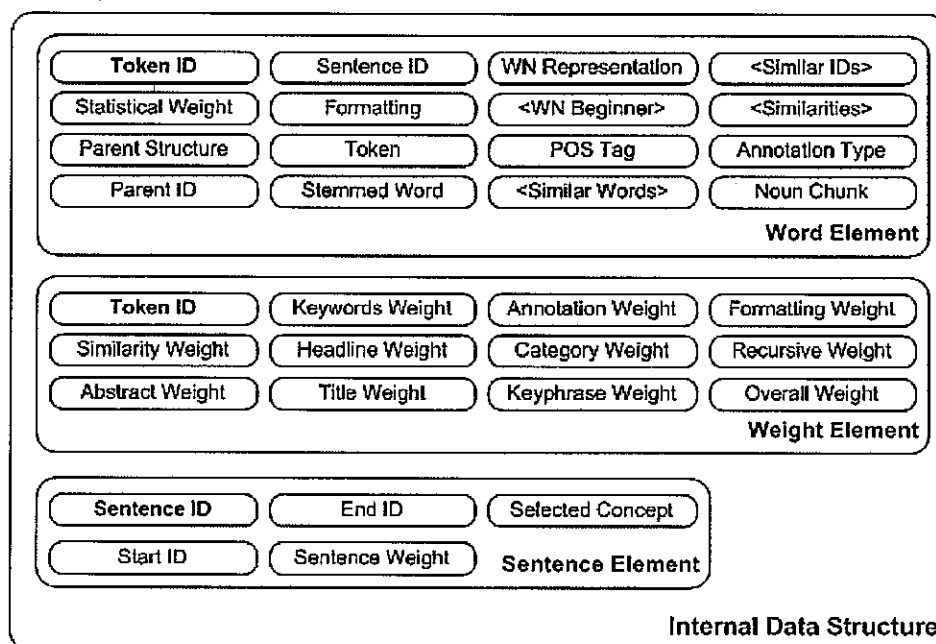 Token ID Sentence ID WN Representation <Similar IDs>
Statistical Weight Formatting <WN Beginner> <Similarities>
Parent Structure Token POS Tag Annotation Type
Parent ID Stemmed Word <Similar Words> Noun Chunk
Word Element
Token ID Keywords Weight Annotation Weight Formatting Weight
Similarity Weight Headline Weight Category Weight Recursive Weight
Abstract Weight Title Weight Keyphrase Weight Overall Weight
Weight Element
Sentence ID End ID Selected Concept
Start ID Sentence Weight Sentence Element
Internal Data Structure